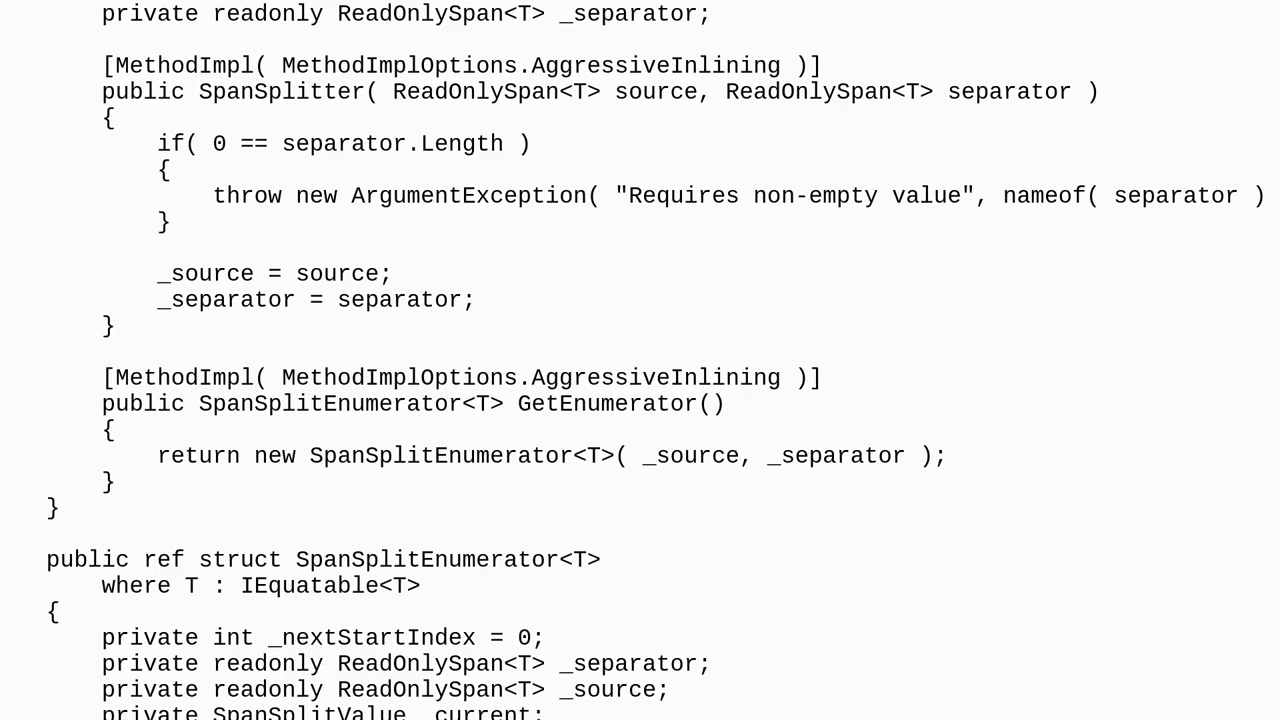 private readonly ReadOnlySpan<T> _separator;

        [MethodImpl( MethodImplOptions.AggressiveInlining )]
        public SpanSplitter( ReadOnlySpan<T> source, ReadOnlySpan<T> separator )
        {
            if( 0 == separator.Length )
            {
                throw new ArgumentException( "Requires non-empty value", nameof( separator )
            }

            _source = source;
            _separator = separator;
        }

        [MethodImpl( MethodImplOptions.AggressiveInlining )]
        public SpanSplitEnumerator<T> GetEnumerator()
        {
            return new SpanSplitEnumerator<T>( _source, _separator );
        }
    }

    public ref struct SpanSplitEnumerator<T>
        where T : IEquatable<T>
    {
        private int _nextStartIndex = 0;
        private readonly ReadOnlySpan<T> _separator;
        private readonly ReadOnlySpan<T> _source;
        private SpanSplitValue _current;